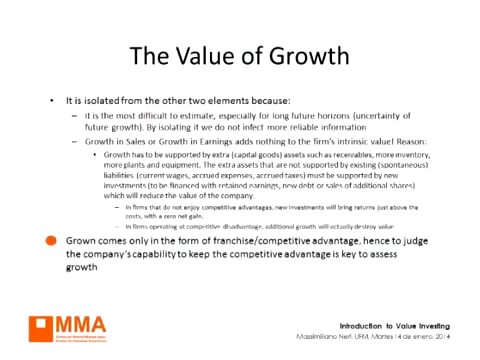 The Value of Growth
• It is isolated from the other two elements because:
– It is the most difficult to estimate, especially for long future horizons (uncertainty of
future growth). By isolating it we do not infect more reliable information
– Growth in Sales or Growth in Earnings adds nothing to the firm's intrinsic value! Reason:
• Growth has to be supported by extra (capital goods) assets such as receivables, more inventory,
more plants and equipment. The extra assets that are not supported by existing (spontaneous)
liabilities (current wages, accrued expenses, accrued taxes) must be supported by new
investments (to be financed with retained earnings, new debt or sales of additional shares)
which will reduce the value of the company.
– In firms that do not enjoy competitive advantages, new investments will bring returns just above the
costs, with a zero net gain.
– In firms operating at competitive disadvantage, additional growth will actually destroy value
Grown comes only in the form of franchise/competitive advantage, hence to judge
the company's capability to keep the competitive advantage is key to assess
growth
MMA
Introduction to Value Investing
Massimiliano Neri, UFM, Martes 14 de enero, 2014